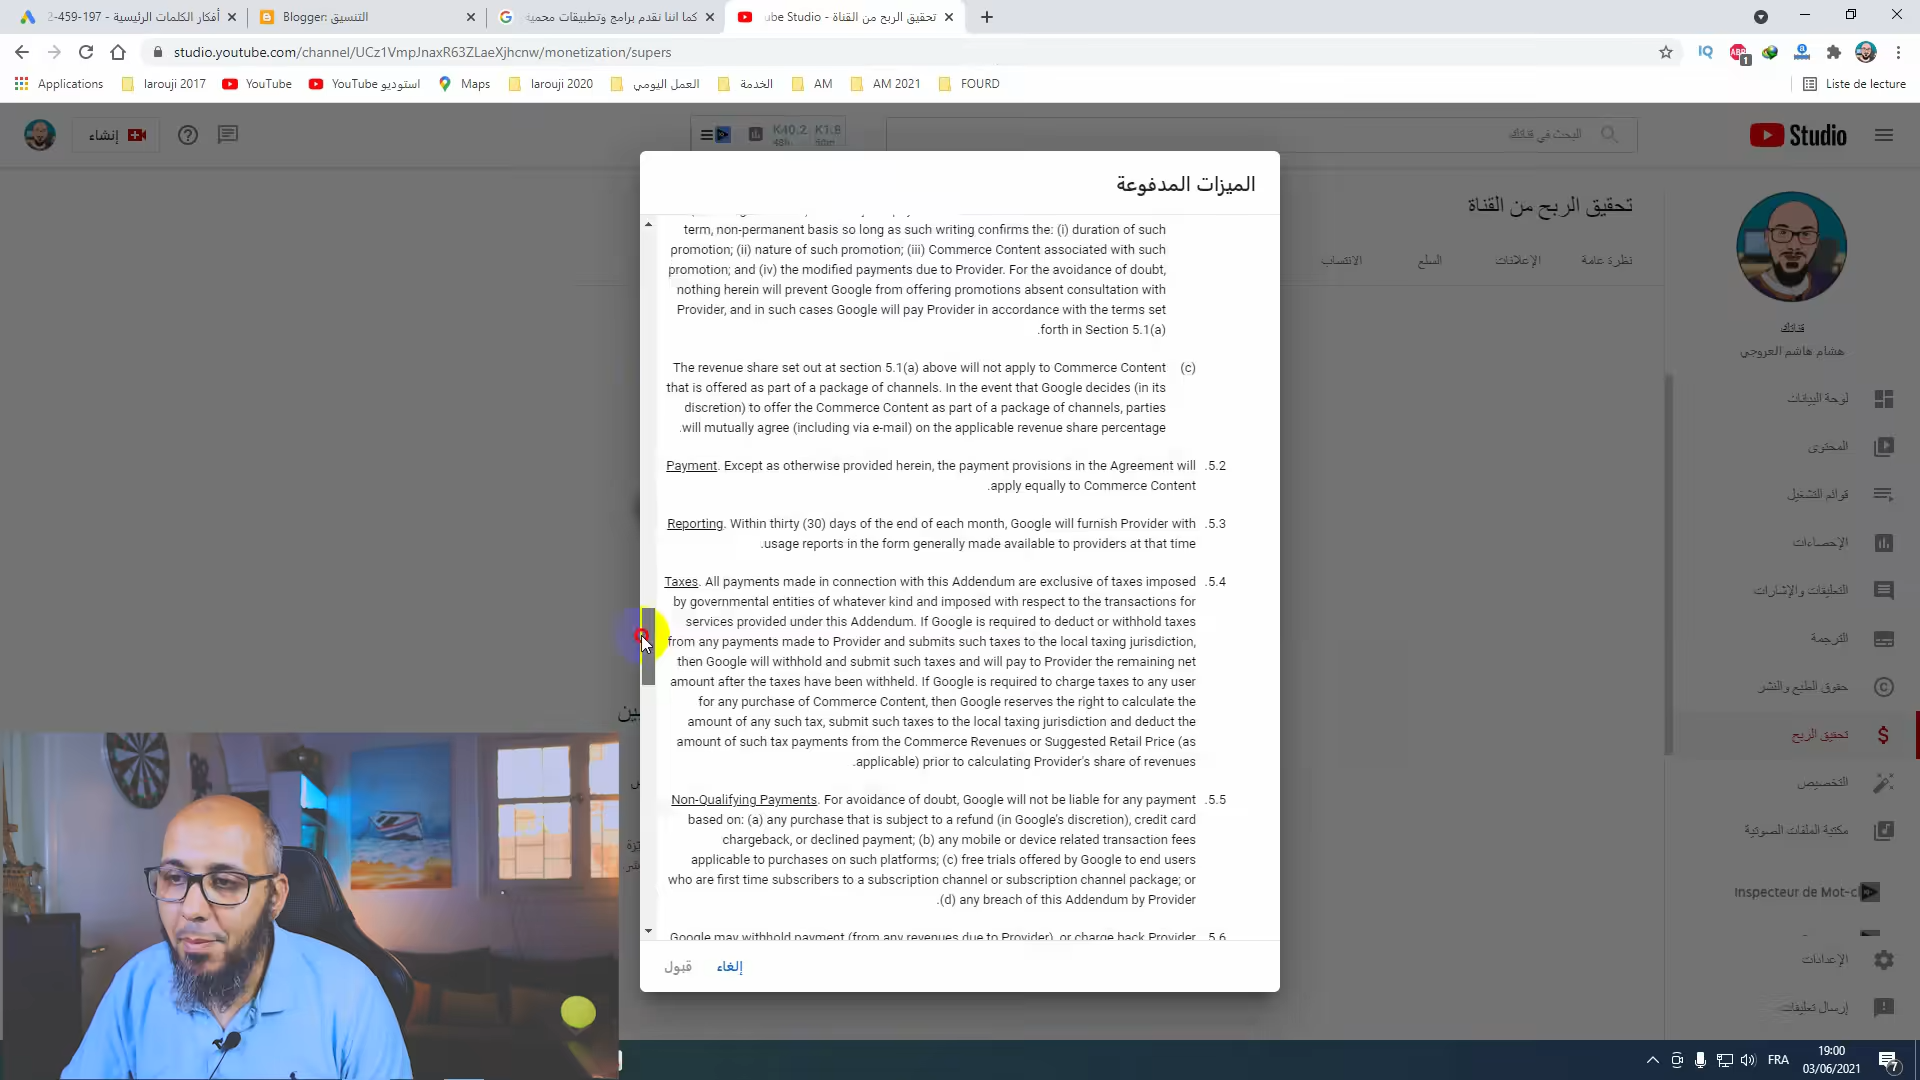 أفكار الكلمات الرئيسية - 197-459-2
Blogger: التنسيق
كما اننا نقدم برامج وتطبيقات محمية
تحقيق الربح من القناة - ube Studio
studio.youtube.com/channel/UCz1VmpJnaxR63ZLaeXjhcnw/monetization/supers
Applications
larouji 2017
YouTube
استوديو YouTube
Maps
larouji 2020
العمل اليومي
الخدمة
AM
AM 2021
FOURD
Liste de lecture
إنشاء
K40.2 K1.8
البحث في قناتك
Studio
الميزات المدفوعة
تحقيق الربح من القناة
نظرة عامة
الإعلانات
السلع
الانتساب
قناتك
هشام هاشم العروجي
لوحة البيانات
المحتوى
قوائم التشغيل
الإحصاءات
التعليقات والإشارات
الترجمة
حقوق الطبع والنشر
تحقيق الربح
التخصيص
مكتبة الملفات الصوتية
Inspecteur de Mot-cl
الإعدادات
إرسال تعليقات
term, non-permanent basis so long as such writing confirms the: (i) duration of such
promotion; (ii) nature of such promotion; (iii) Commerce Content associated with such
promotion; and (iv) the modified payments due to Provider. For the avoidance of doubt,
nothing herein will prevent Google from offering promotions absent consultation with
Provider, and in such cases Google will pay Provider in accordance with the terms set
.forth in Section 5.1(a)
The revenue share set out at section 5.1(a) above will not apply to Commerce Content (c)
that is offered as part of a package of channels. In the event that Google decides (in its
discretion) to offer the Commerce Content as part of a package of channels, parties
.will mutually agree (including via e-mail) on the applicable revenue share percentage
Payment. Except as otherwise provided herein, the payment provisions in the Agreement will .5.2
.apply equally to Commerce Content
Reporting. Within thirty (30) days of the end of each month, Google will furnish Provider with .5.3
.usage reports in the form generally made available to providers at that time
Taxes. All payments made in connection with this Addendum are exclusive of taxes imposed .5.4
by governmental entities of whatever kind and imposed with respect to the transactions for
services provided under this Addendum. If Google is required to deduct or withhold taxes
from any payments made to Provider and submits such taxes to the local taxing jurisdiction,
then Google will withhold and submit such taxes and will pay to Provider the remaining net
amount after the taxes have been withheld. If Google is required to charge taxes to any user
for any purchase of Commerce Content, then Google reserves the right to calculate the
amount of any such tax, submit such taxes to the local taxing jurisdiction and deduct the
amount of such tax payments from the Commerce Revenues or Suggested Retail Price (as
.applicable) prior to calculating Provider's share of revenues
Non-Qualifying Payments. For avoidance of doubt, Google will not be liable for any payment .5.5
based on: (a) any purchase that is subject to a refund (in Google's discretion), credit card
chargeback, or declined payment; (b) any mobile or device related transaction fees
applicable to purchases on such platforms; (c) free trials offered by Google to end users
who are first time subscribers to a subscription channel or subscription channel package; or
.(d) any breach of this Addendum by Provider
Google may withhold payment (from any revenues due to Provider), or charge back Provider 5.6
إلغاء
قبول
FRA
19:00
03/06/2021